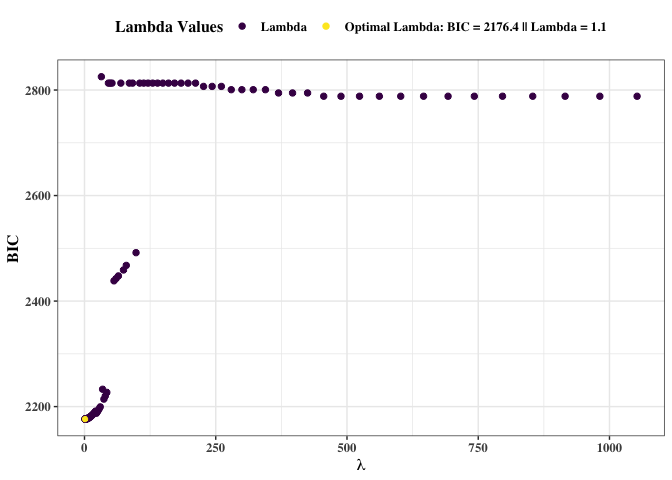 Lambda Values Lambda Optimal Lambda: BIC = 2176.4 || Lambda = 1.1
2800
2600
BIC
2400
2200
0 250 500 750 1000
λ